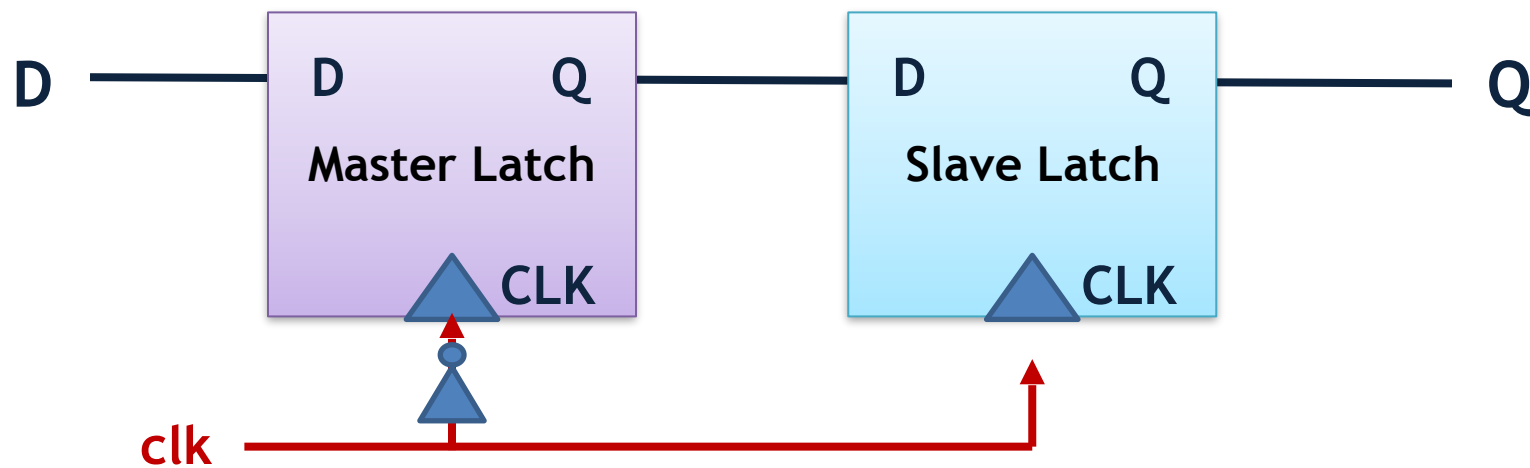 D D Q D Q Q
Master Latch Slave Latch
CLK CLK
clk